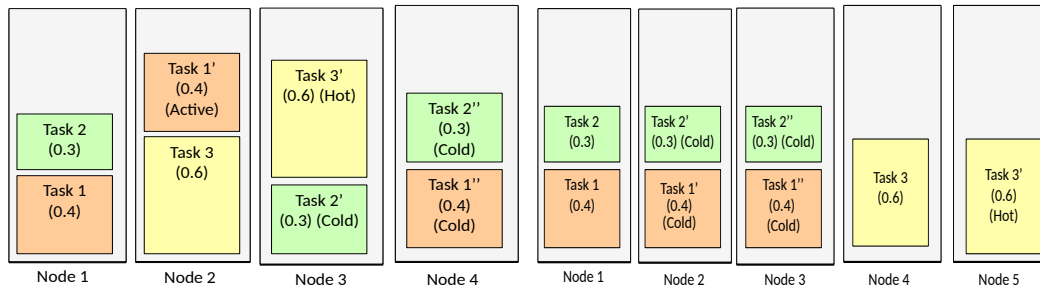 Task 2
(0.3)
Task 1
(0.4)
Node 1
Task 1’
(0.4)
(Active)
Task 3
(0.6)
Node 2
Task 3’
(0.6) (Hot)
Task 2’
(0.3) (Cold)
Node 3
Task 2’’
(0.3)
(Cold)
Task 1’’
(0.4)
(Cold)
Node 4
Task 2
(0.3)
Task 1
(0.4)
Node 1
Task 2’
(0.3) (Cold)
Task 1’
(0.4)
(Cold)
Node 2
Task 2’’
(0.3) (Cold)
Task 1’’
(0.4)
(Cold)
Node 3
Task 3
(0.6)
Node 4
Task 3’
(0.6)
(Hot)
Node 5